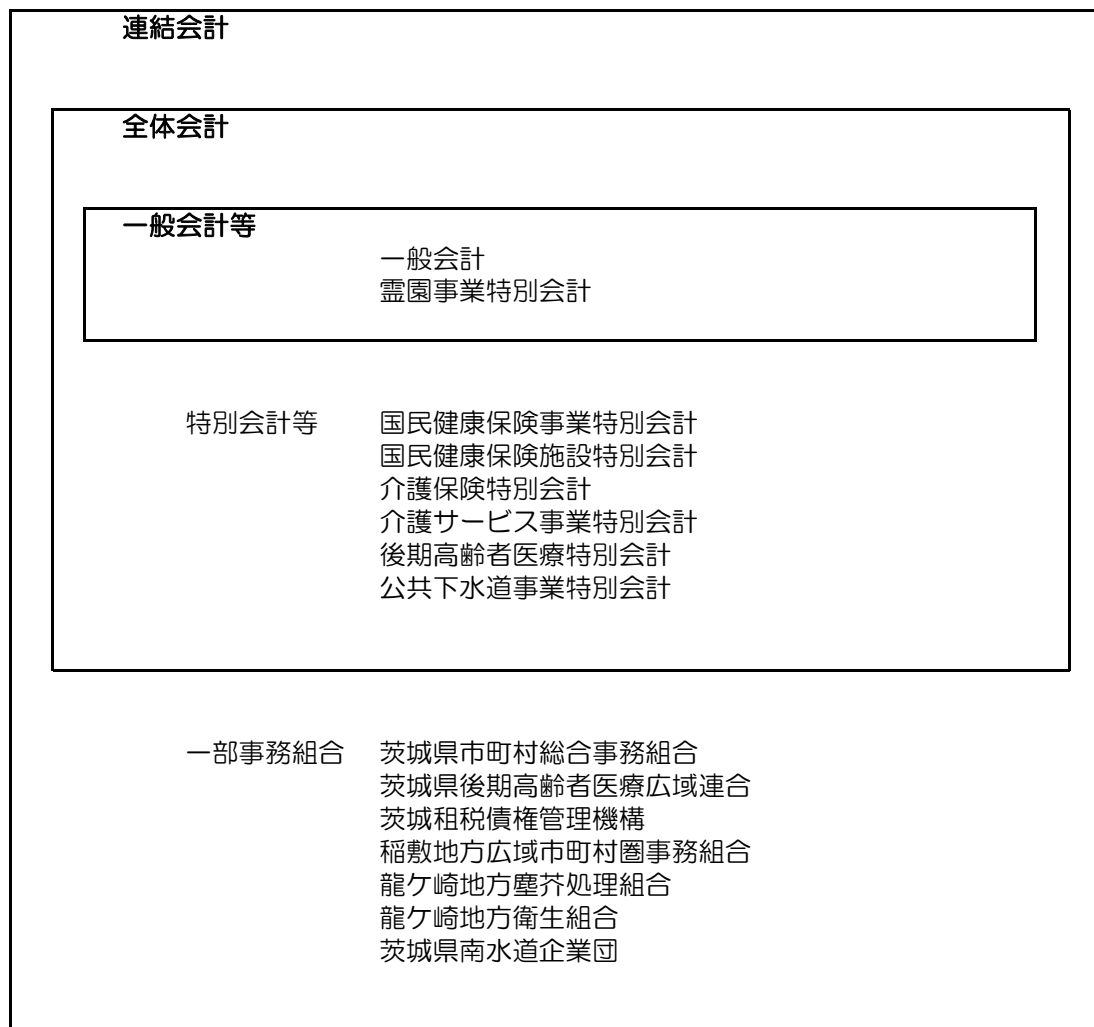 連結会計
全体会計
一般会計等
一般会計
霊園事業特別会計
特別会計等 国民健康保険事業特別会計
国民健康保険施設特別会計
介護保険特別会計
介護サービス事業特別会計
後期高齢者医療特別会計
公共下水道事業特別会計
一部事務組合 茨城県市町村総合事務組合
茨城県後期高齢者医療広域連合
茨城租税債権管理機構
稲敷地方広域市町村圏事務組合
龍ケ崎地方塵芥処理組合
龍ケ崎地方衛生組合
茨城県南水道企業団